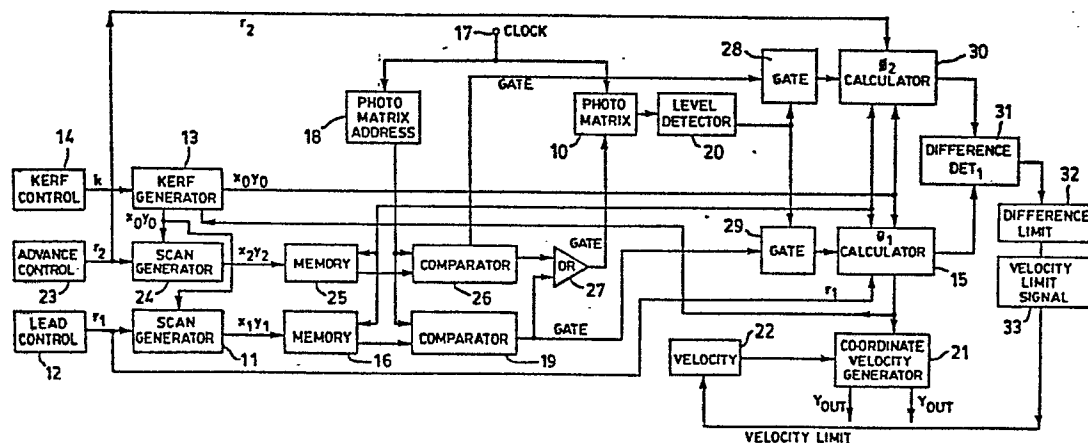 r2
17
CLOCK
28
GATE
ø2
CALCULATOR
30
GATE
PHOTO
MATRIX
ADDRESS
18
PHOTO
MATRIX
10
LEVEL
DETECTOR
20
31
DIFFERENCE
DET1
14
KERF
CONTROL
k
13
KERF
GENERATOR
x0y0
x0y0
32
DIFFERENCE
LIMIT
ADVANCE
CONTROL
23
r2
SCAN
GENERATOR
24
x2y2
MEMORY
25
COMPARATOR
26
GATE
OR
27
29
GATE
ø1
CALCULATOR
15
VELOCITY
LIMIT
SIGNAL
33
LEAD
CONTROL
12
r1
SCAN
GENERATOR
11
x1y1
MEMORY
16
COMPARATOR
19
GATE
r1
22
VELOCITY
CO-ORDINATE
VELOCITY
GENERATOR
21
YOUT
YOUT
VELOCITY LIMIT